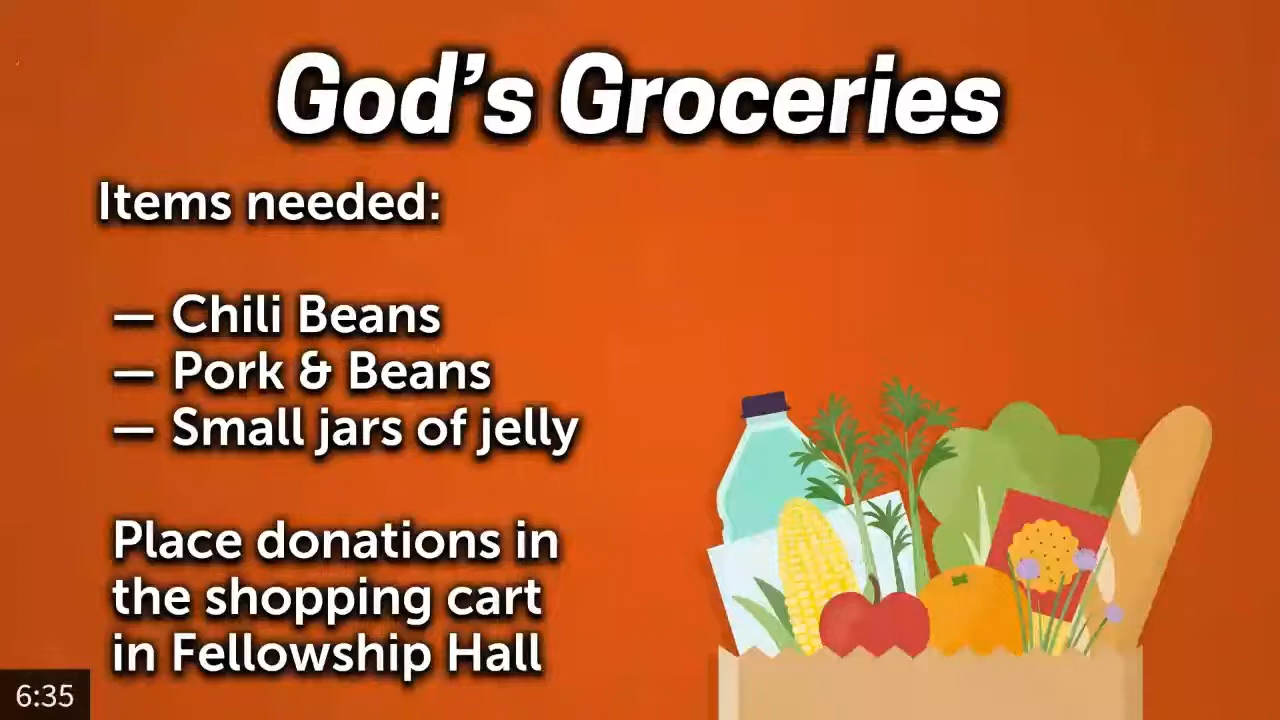 God's Groceries
Items needed:
— Chili Beans
— Pork & Beans
— Small jars of jelly
Place donations in
the shopping cart
in Fellowship Hall
6:35